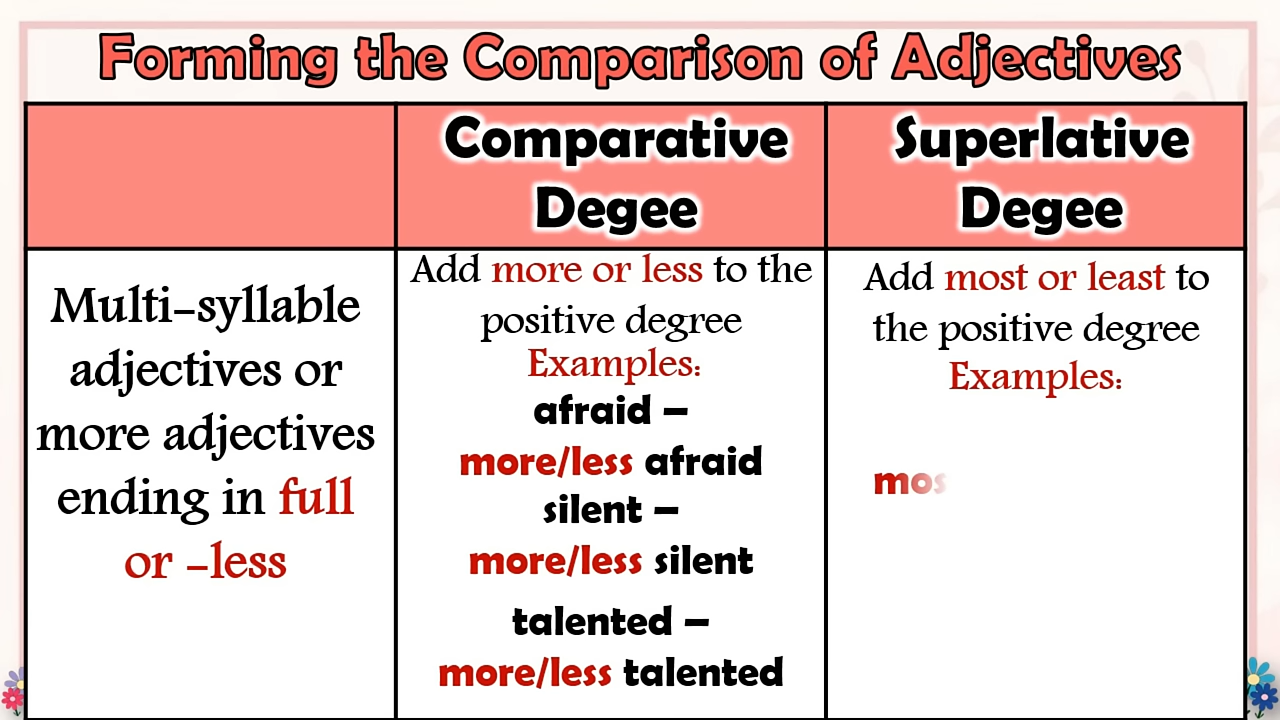 Forming the Comparison of Adjectives
Comparative
Degee
Superlative
Degee
Multi-syllable
adjectives or
more adjectives
ending in full
or -less
Add more or less to the
positive degree
Examples:
afraid –
more/less afraid
silent –
more/less silent
talented –
more/less talented
Add most or least to
the positive degree
Examples:
mos